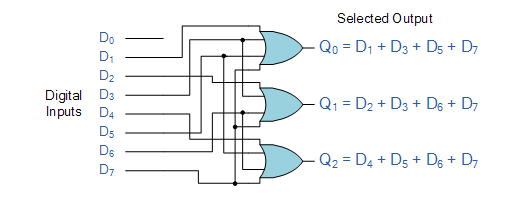 Selected Output
D₀
D₁
D₂
D₃
D₄
D₅
D₆
D₇
Digital
Inputs
Q₀ = D₁ + D₃ + D₅ + D₇
Q₁ = D₂ + D₃ + D₆ + D₇
Q₂ = D₄ + D₅ + D₆ + D₇